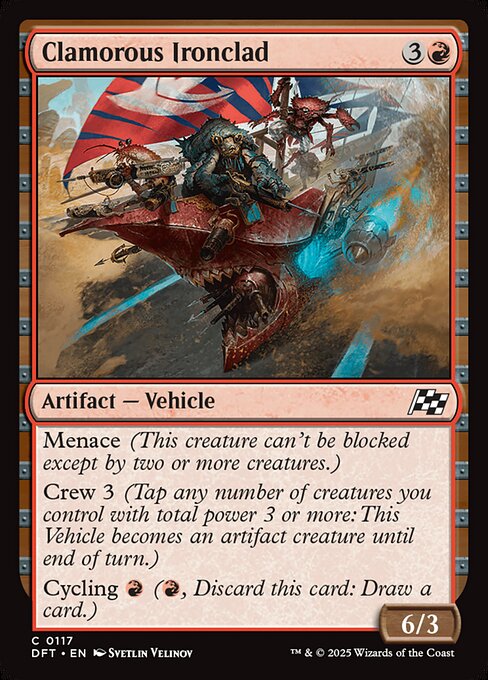 Clamorous Ironclad 3
Artifact — Vehicle
Menace (This creature can't be blocked
except by two or more creatures.)
Crew 3 (Tap any number of creatures you
control with total power 3 or more: This
Vehicle becomes an artifact creature until
end of turn.)
Cycling (, Discard this card: Draw a
card.)
6/3
C 0117
DFT • EN Svetlin Velinov
™ & © 2025 Wizards of the Coast